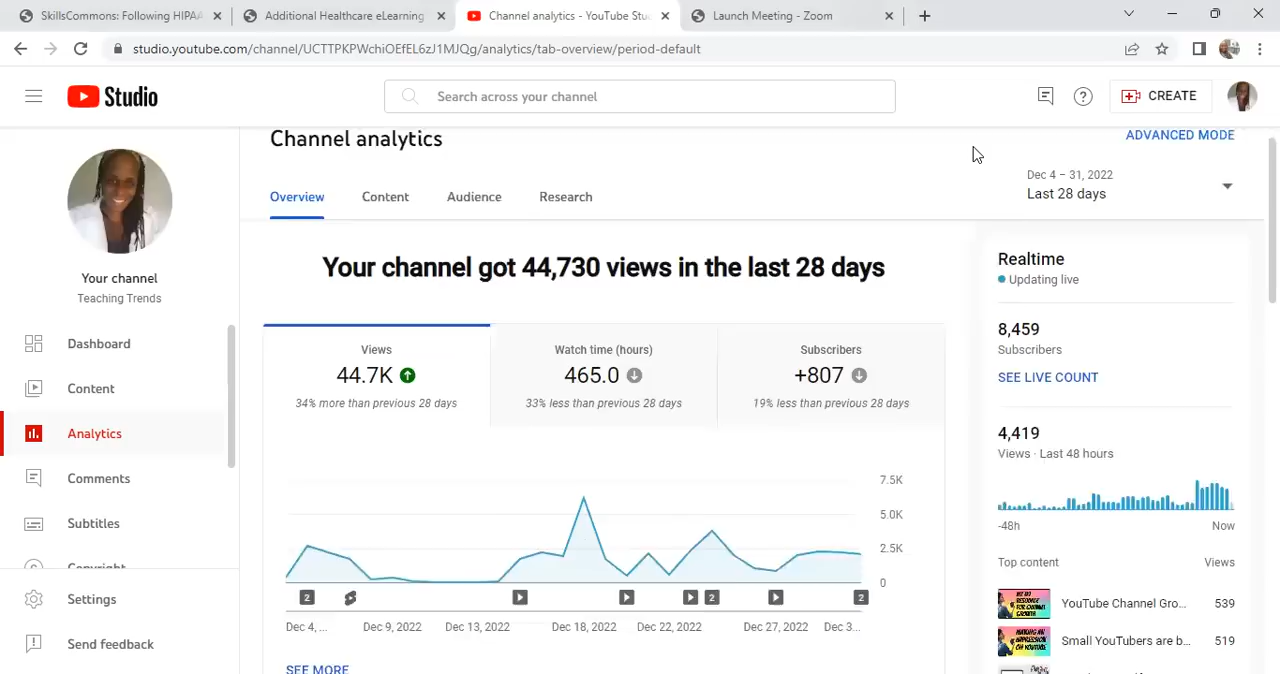 SkillsCommons: Following HIPAA
Additional Healthcare eLearning
Channel analytics - YouTube Stu
Launch Meeting - Zoom
studio.youtube.com/channel/UCTTPKPWchiOEfEL6zJ1MJQg/analytics/tab-overview/period-default
Studio
Search across your channel
CREATE
Channel analytics
ADVANCED MODE
Dec 4 – 31, 2022
Last 28 days
Overview
Content
Audience
Research
Your channel
Teaching Trends
Dashboard
Content
Analytics
Comments
Subtitles
Copyright
Settings
Send feedback
Your channel got 44,730 views in the last 28 days
Views
44.7K
34% more than previous 28 days
Watch time (hours)
465.0
33% less than previous 28 days
Subscribers
+807
19% less than previous 28 days
7.5K
5.0K
2.5K
0
2
2
2
Dec 4, ...
Dec 9, 2022
Dec 13, 2022
Dec 18, 2022
Dec 22, 2022
Dec 27, 2022
Dec 3...
SEE MORE
Realtime
Updating live
8,459
Subscribers
SEE LIVE COUNT
4,419
Views · Last 48 hours
-48h
Now
Top content
Views
YouTube Channel Gro...
539
Small YouTubers are b...
519